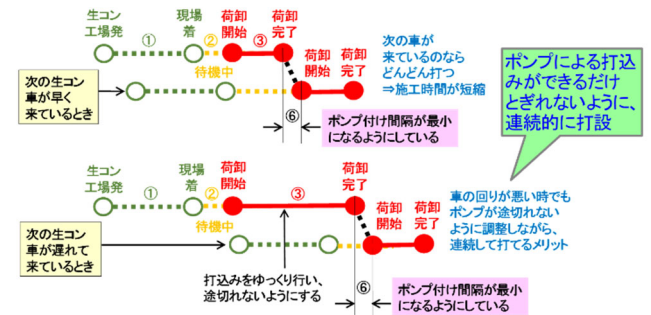 生コン
工場発
①
現場
着
②
待機中
荷卸
開始
③
荷卸
完了
荷卸
開始
荷卸
完了
次の車が
来ているのなら
どんどん打つ
⇒施工時間が短縮
次の生コン
車が早く
来ているとき
⑥
ポンプ付け間隔が最小
になるようにしている
ポンプによる打込
みができるだけ
とぎれないように、
連続的に打設
生コン
工場発
①
現場
着
②
待機中
荷卸
開始
③
荷卸
完了
荷卸
開始
荷卸
完了
車の回りが悪い時でも
ポンプが途切れない
ように調整しながら、
連続して打てるメリット
次の生コン
車が遅れて
来ているとき
打込みをゆっくり行い、
途切れないようにする
⑥
ポンプ付け間隔が最小
になるようにしている